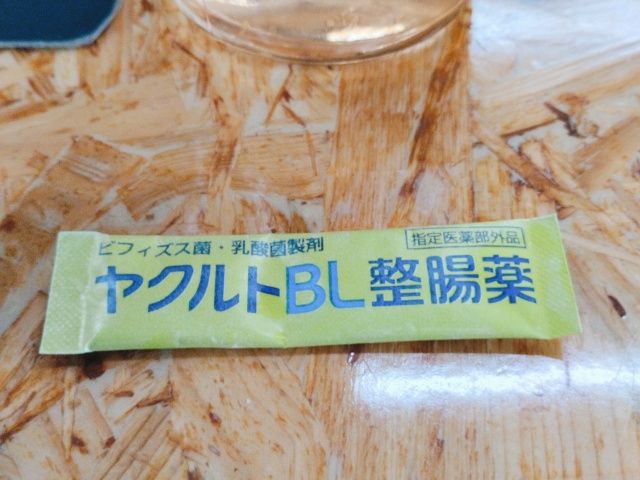 ビフィズス菌・乳酸菌製剤
指定医薬部外品
ヤクルトBL整腸薬